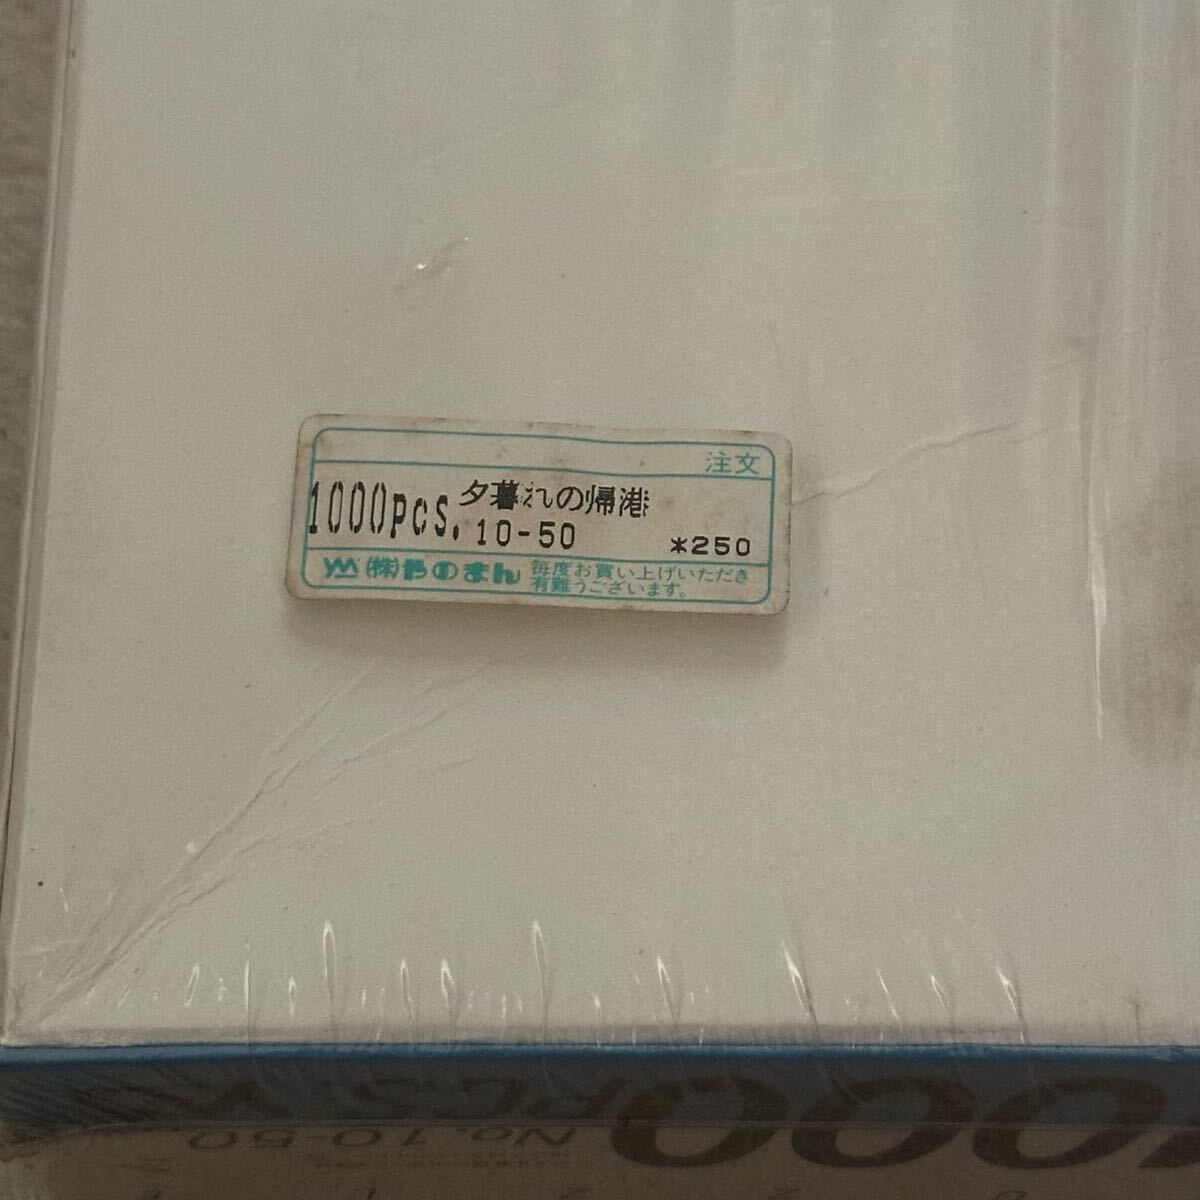 注文
1000pcs. 夕暮れの帰港
10-50 *250
YM (株)やのまん 毎度お買い上げいただき
有難うございます。
No.10-50